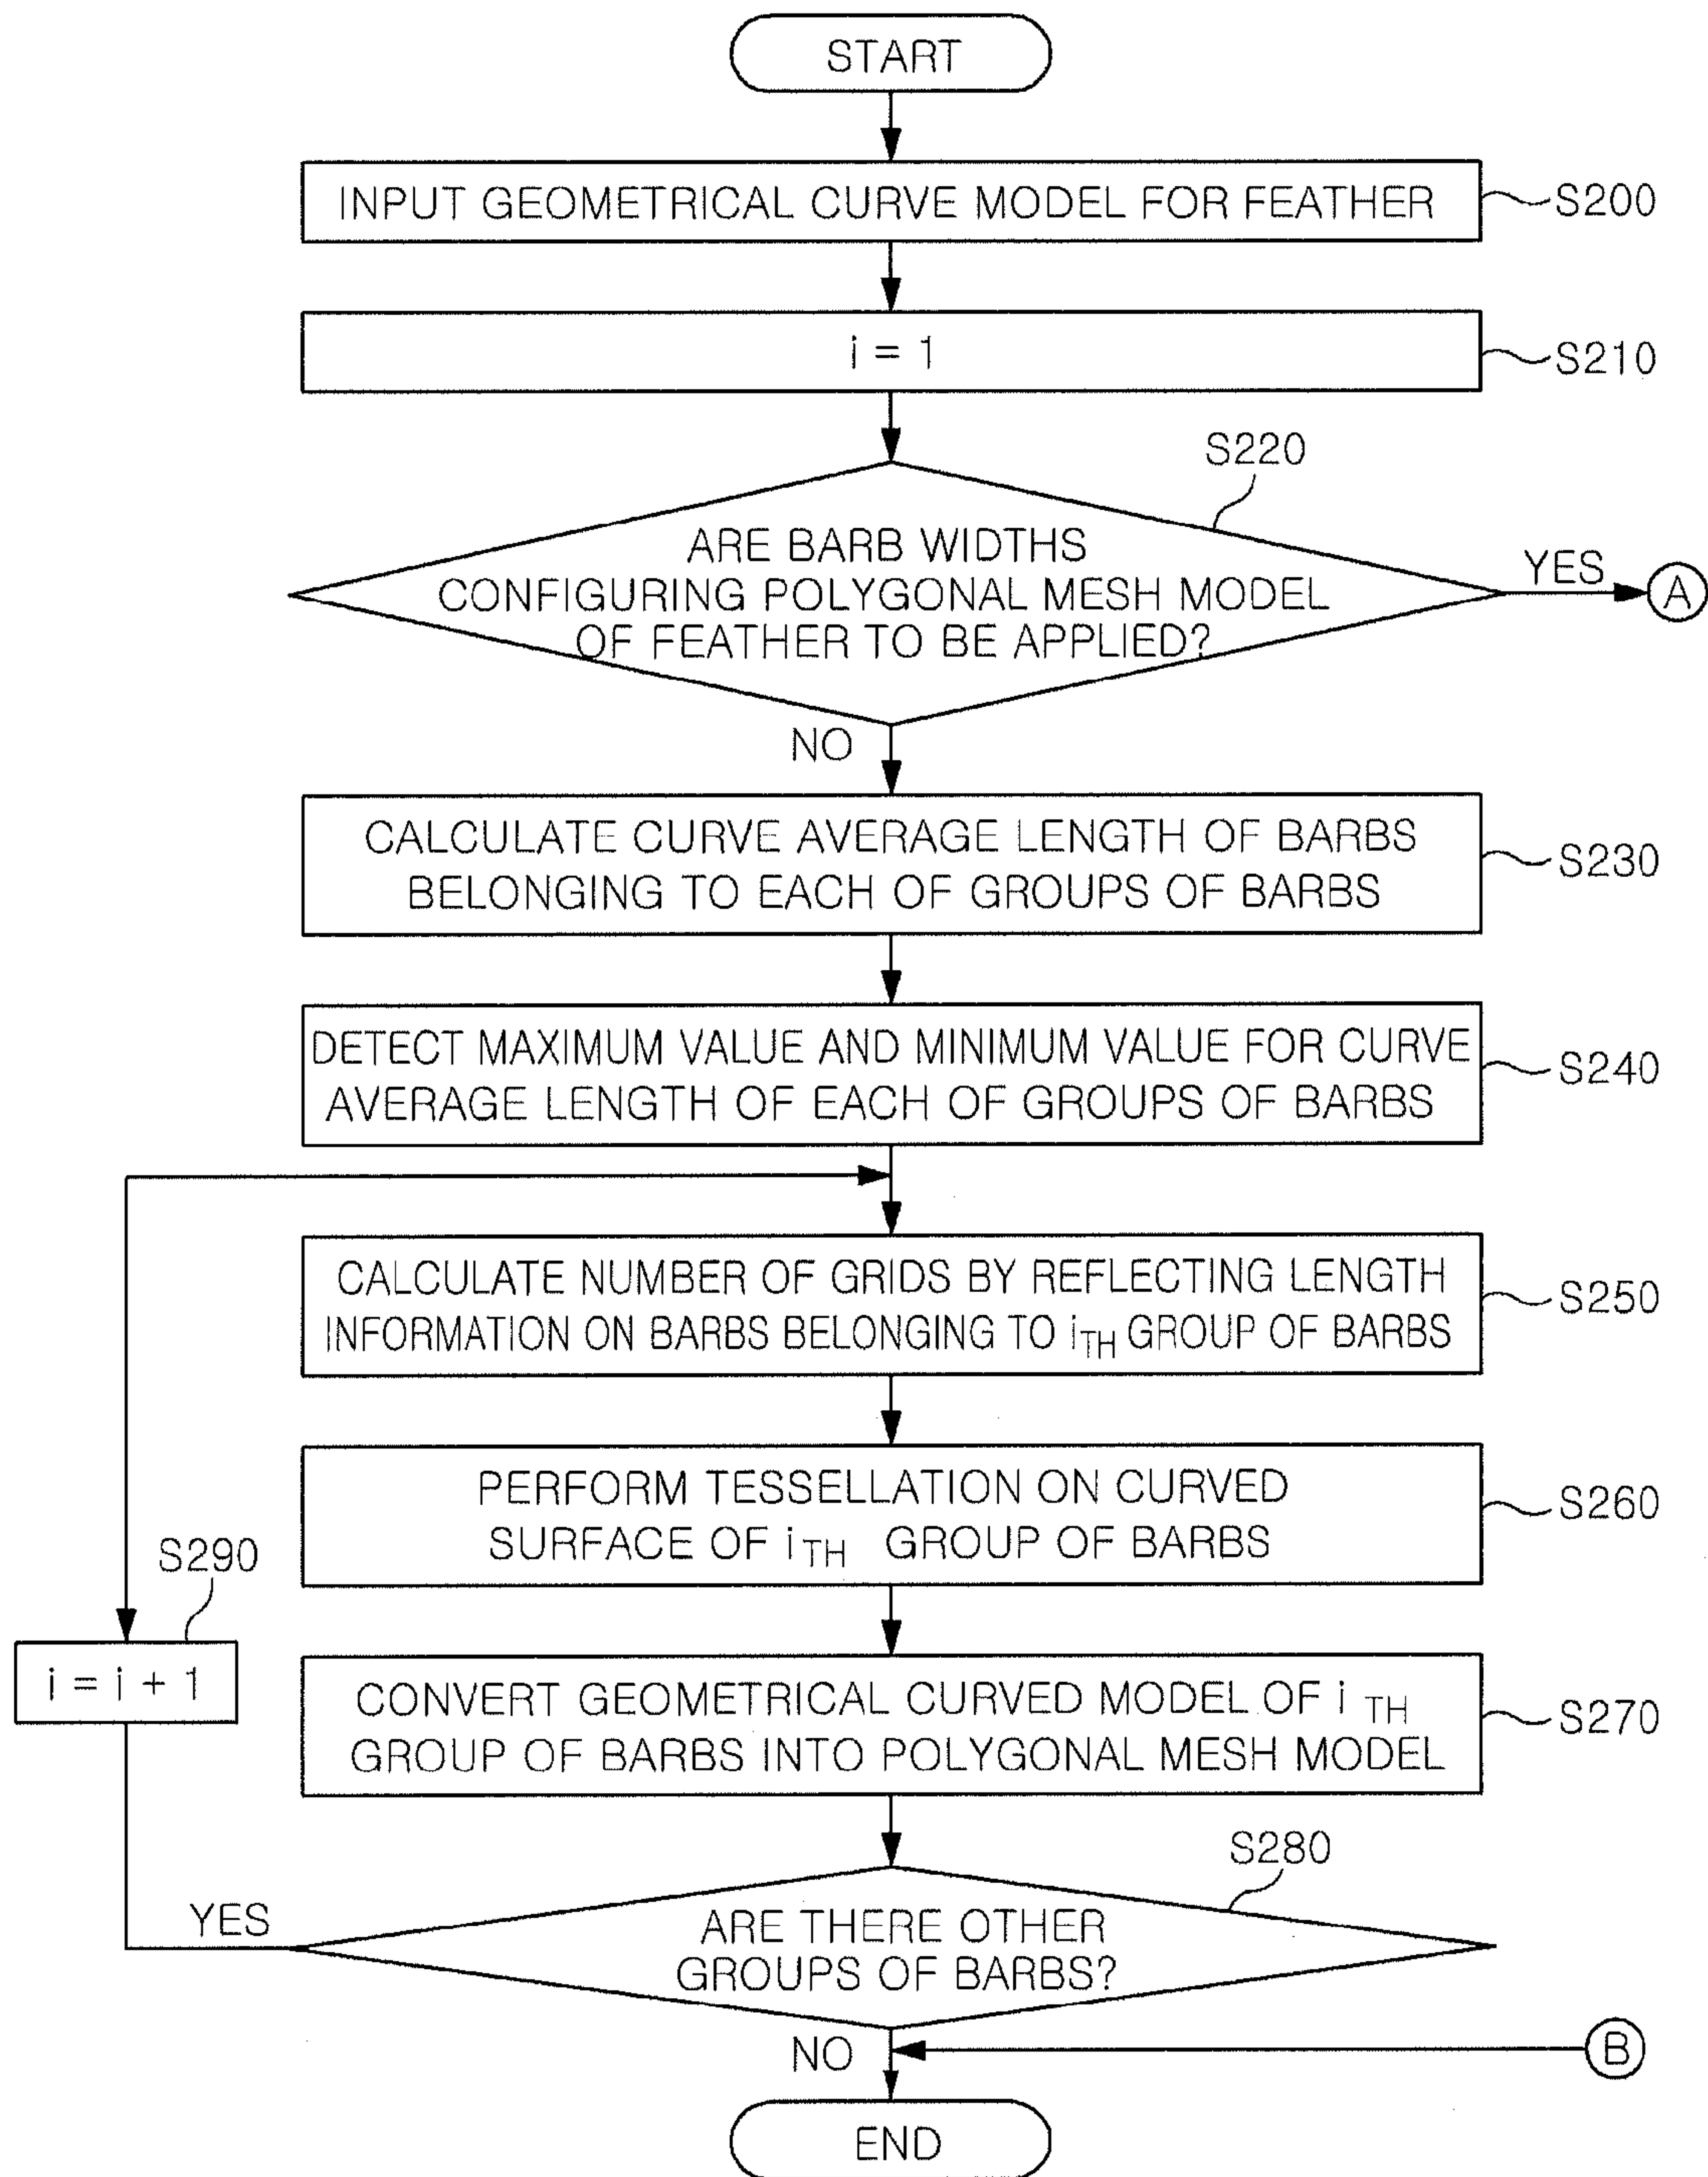 START
INPUT GEOMETRICAL CURVE MODEL FOR FEATHER
S200
i = 1
S210
S220
ARE BARB WIDTHS
CONFIGURING POLYGONAL MESH MODEL
OF FEATHER TO BE APPLIED?
YES
A
NO
CALCULATE CURVE AVERAGE LENGTH OF BARBS
BELONGING TO EACH OF GROUPS OF BARBS
S230
DETECT MAXIMUM VALUE AND MINIMUM VALUE FOR CURVE
AVERAGE LENGTH OF EACH OF GROUPS OF BARBS
S240
CALCULATE NUMBER OF GRIDS BY REFLECTING LENGTH
INFORMATION ON BARBS BELONGING TO iTH GROUP OF BARBS
S250
PERFORM TESSELLATION ON CURVED
SURFACE OF iTH GROUP OF BARBS
S260
S290
i = i + 1
CONVERT GEOMETRICAL CURVED MODEL OF i TH
GROUP OF BARBS INTO POLYGONAL MESH MODEL
S270
S280
YES
ARE THERE OTHER
GROUPS OF BARBS?
NO
B
END